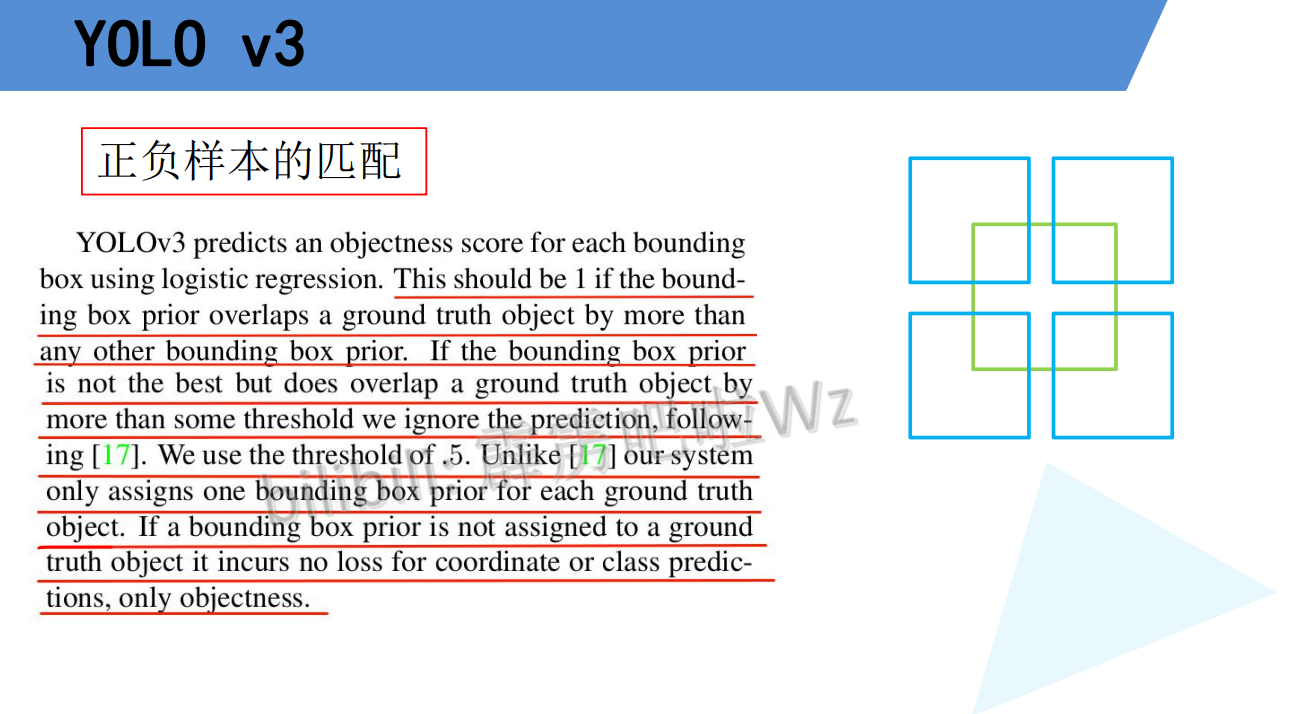 YOLO v3
正负样本的匹配
YOLOv3 predicts an objectness score for each bounding
box using logistic regression. This should be 1 if the bound-
ing box prior overlaps a ground truth object by more than
any other bounding box prior. If the bounding box prior
is not the best but does overlap a ground truth object by
more than some threshold we ignore the prediction, follow-
ing [17]. We use the threshold of .5. Unlike [17] our system
only assigns one bounding box prior for each ground truth
object. If a bounding box prior is not assigned to a ground
truth object it incurs no loss for coordinate or class predic-
tions, only objectness.
bilibili: 霹雳吧啦Wz